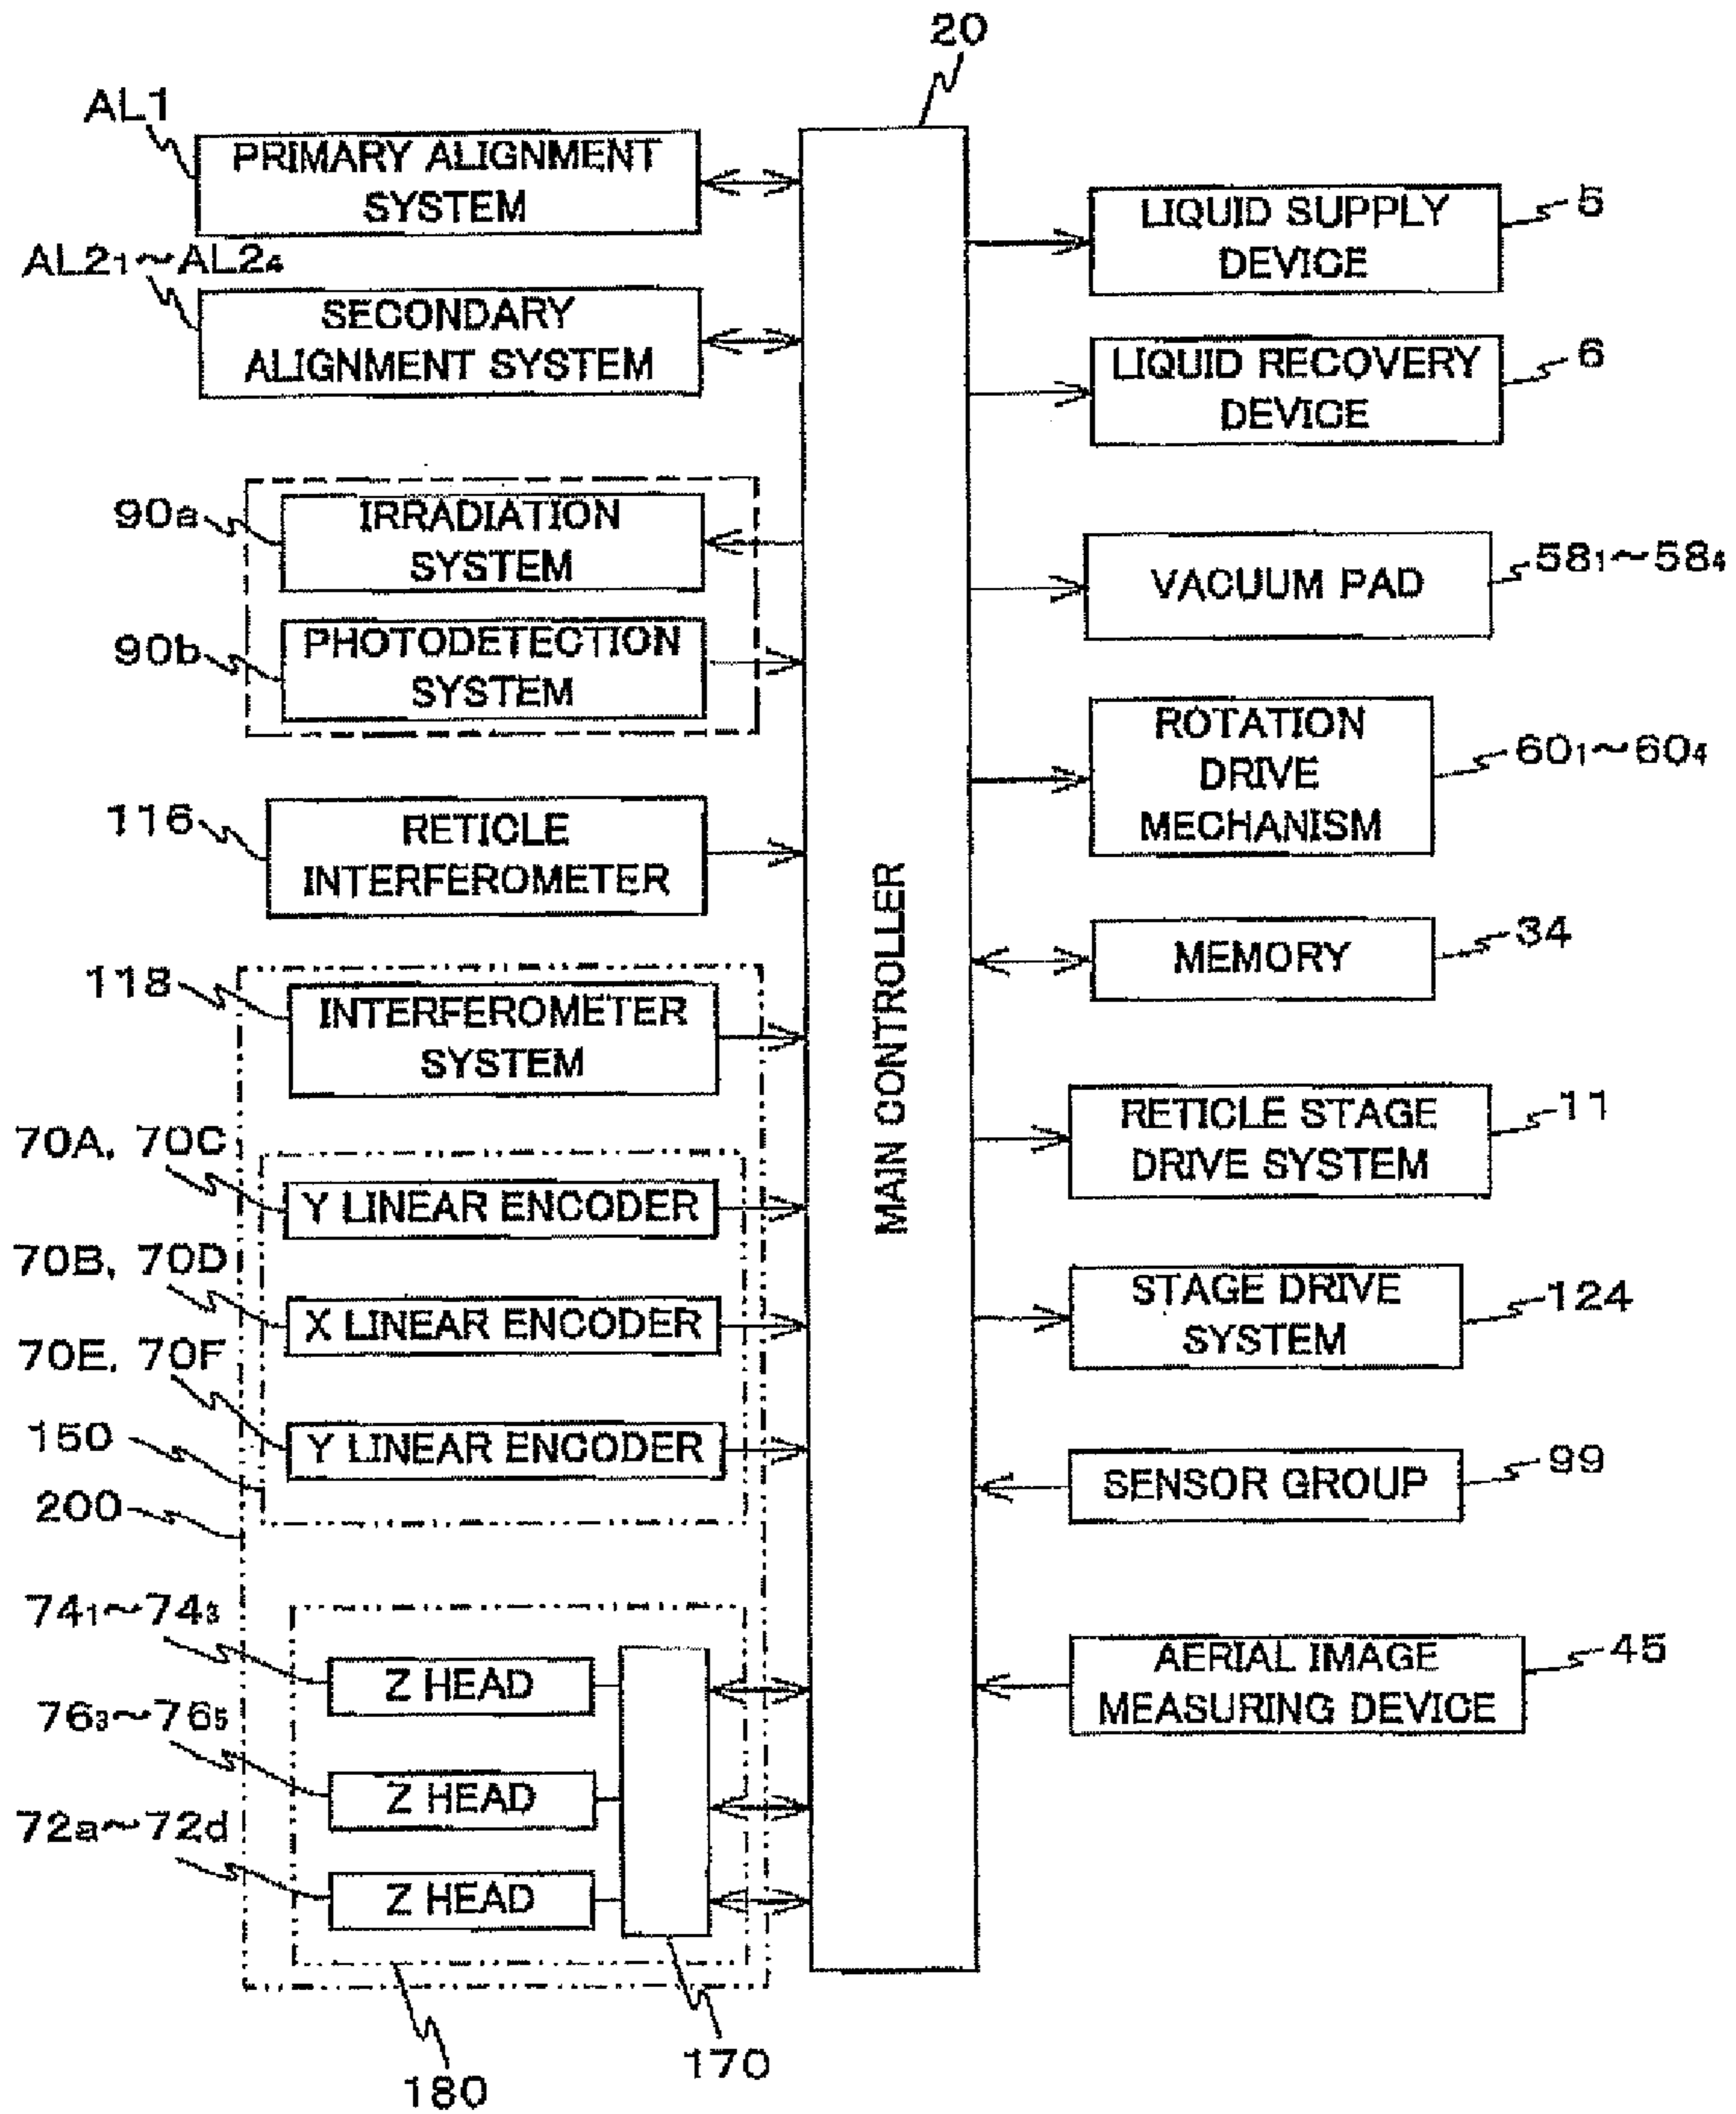 20
AL1
PRIMARY ALIGNMENT
SYSTEM
AL2₁~AL2₄
SECONDARY
ALIGNMENT SYSTEM
90a
IRRADIATION
SYSTEM
90b
PHOTODETECTION
SYSTEM
116
RETICLE
INTERFEROMETER
118
INTERFEROMETER
SYSTEM
70A, 70C
Y LINEAR ENCODER
70B, 70D
X LINEAR ENCODER
70E, 70F
Y LINEAR ENCODER
150
200
74₁~74₃
Z HEAD
76₃~76₅
Z HEAD
72a~72d
Z HEAD
180
170
MAIN CONTROLLER
LIQUID SUPPLY
DEVICE
5
LIQUID RECOVERY
DEVICE
6
VACUUM PAD
58₁~58₄
ROTATION
DRIVE
MECHANISM
60₁~60₄
MEMORY
34
RETICLE STAGE
DRIVE SYSTEM
11
STAGE DRIVE
SYSTEM
124
SENSOR GROUP
99
AERIAL IMAGE
MEASURING DEVICE
45